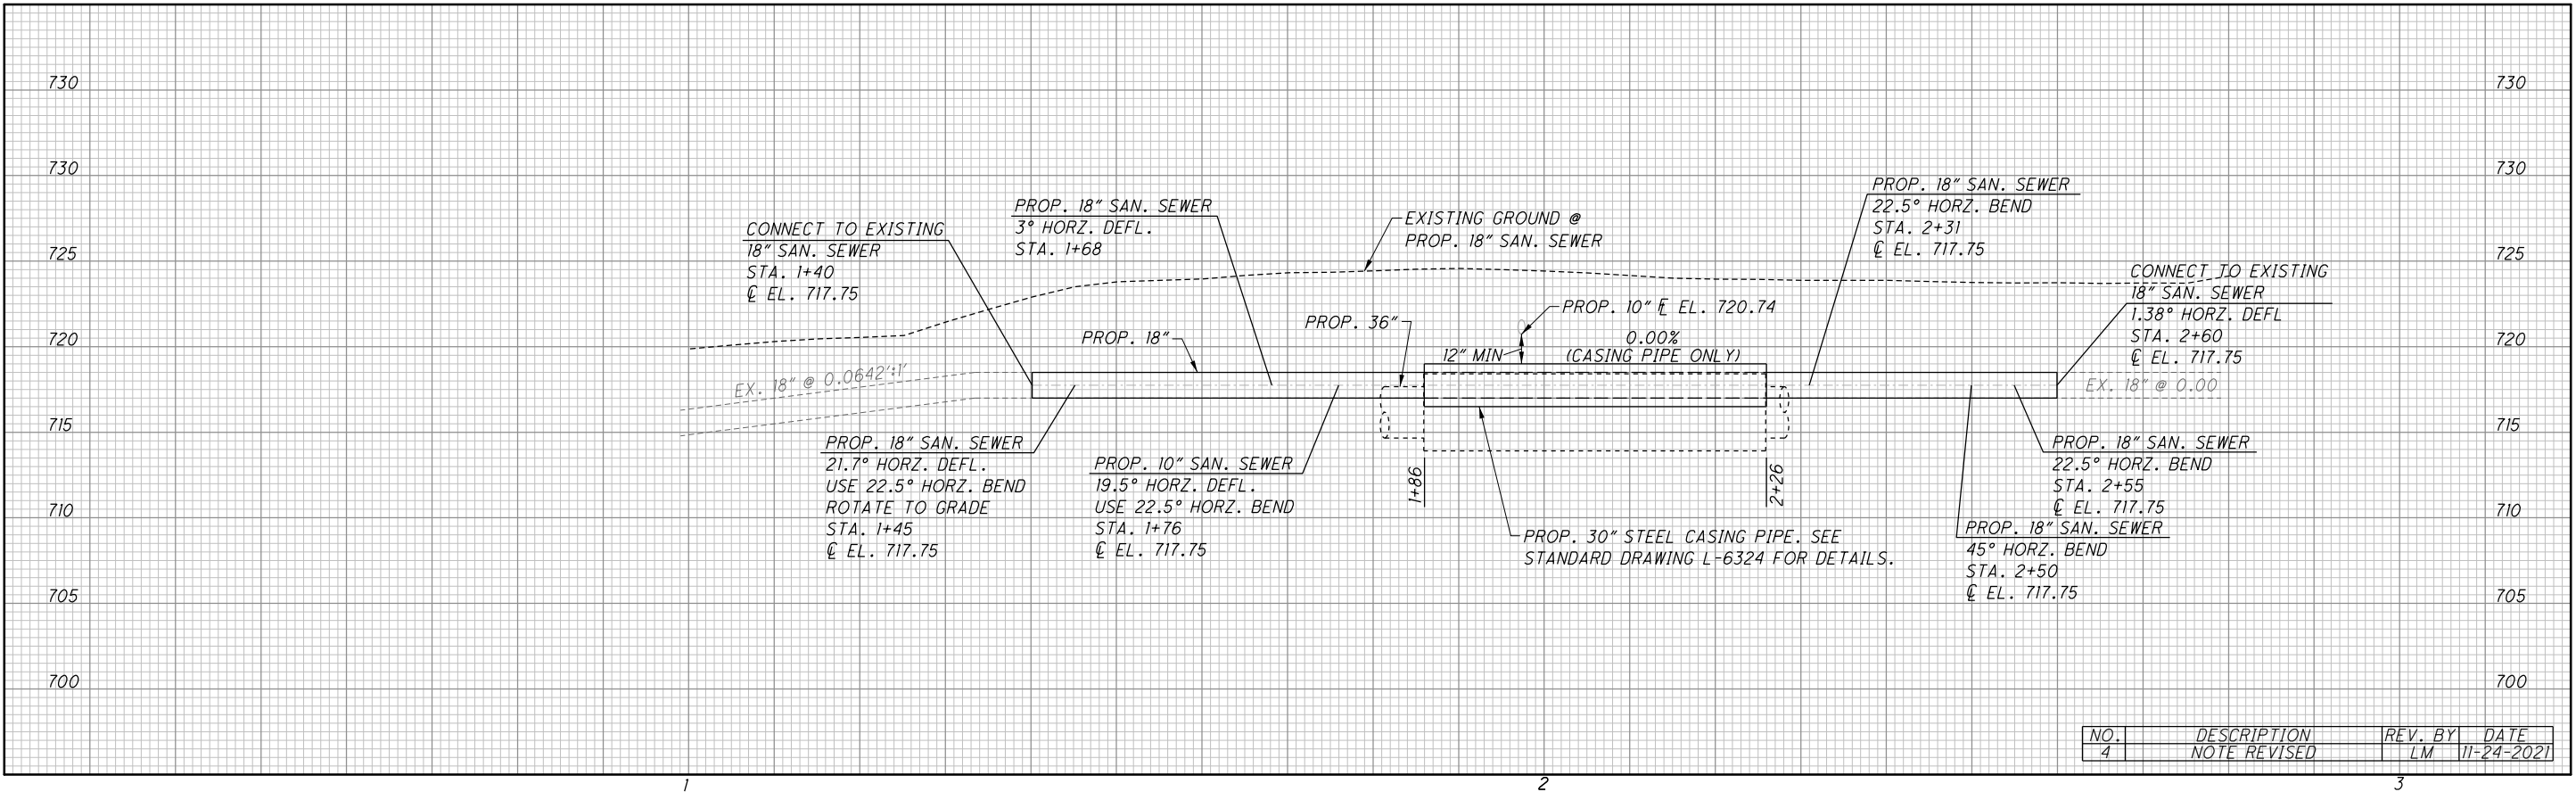 730
730
730
730
PROP. 18" SAN. SEWER
22.5° HORZ. BEND
STA. 2+31
℄ EL. 717.75
PROP. 18" SAN. SEWER
3° HORZ. DEFL.
STA. 1+68
EXISTING GROUND @
PROP. 18" SAN. SEWER
CONNECT TO EXISTING
18" SAN. SEWER
STA. 1+40
℄ EL. 717.75
725
725
CONNECT TO EXISTING
18" SAN. SEWER
1.38° HORZ. DEFL
STA. 2+60
℄ EL. 717.75
PROP. 10" EL. 720.74
PROP. 36"
PROP. 18"
0.00%
12" MIN
(CASING PIPE ONLY)
720
720
EX. 18" @ 0.0642':1'
EX. 18" @ 0.00
715
715
PROP. 18" SAN. SEWER
21.7° HORZ. DEFL.
USE 22.5° HORZ. BEND
ROTATE TO GRADE
STA. 1+45
℄ EL. 717.75
PROP. 10" SAN. SEWER
19.5° HORZ. DEFL.
USE 22.5° HORZ. BEND
STA. 1+76
℄ EL. 717.75
1+86
2+26
PROP. 18" SAN. SEWER
22.5° HORZ. BEND
STA. 2+55
℄ EL. 717.75
710
710
PROP. 30" STEEL CASING PIPE. SEE
STANDARD DRAWING L-6324 FOR DETAILS.
PROP. 18" SAN. SEWER
45° HORZ. BEND
STA. 2+50
℄ EL. 717.75
705
705
700
700
NO. DESCRIPTION REV. BY DATE
4 NOTE REVISED LM 11-24-2021
1
2
3